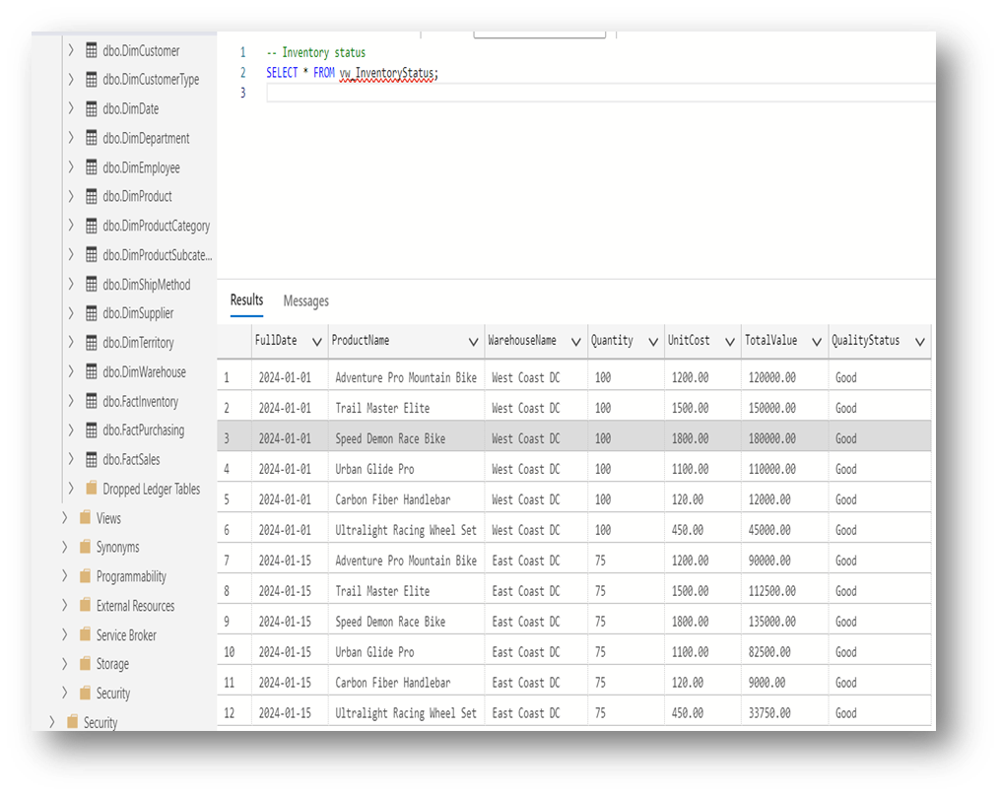 dbo.DimCustomer
dbo.DimCustomerType
dbo.DimDate
dbo.DimDepartment
dbo.DimEmployee
dbo.DimProduct
dbo.DimProductCategory
dbo.DimProductSubcate...
dbo.DimShipMethod
dbo.DimSupplier
dbo.DimTerritory
dbo.DimWarehouse
dbo.FactInventory
dbo.FactPurchasing
dbo.FactSales
Dropped Ledger Tables
Views
Synonyms
Programmability
External Resources
Service Broker
Storage
Security
Security
1 -- Inventory status
2 SELECT * FROM vw_InventoryStatus;
3
Results Messages
FullDate ProductName WarehouseName Quantity UnitCost TotalValue QualityStatus
1 2024-01-01 Adventure Pro Mountain Bike West Coast DC 100 1200.00 120000.00 Good
2 2024-01-01 Trail Master Elite West Coast DC 100 1500.00 150000.00 Good
3 2024-01-01 Speed Demon Race Bike West Coast DC 100 1800.00 180000.00 Good
4 2024-01-01 Urban Glide Pro West Coast DC 100 1100.00 110000.00 Good
5 2024-01-01 Carbon Fiber Handlebar West Coast DC 100 120.00 12000.00 Good
6 2024-01-01 Ultralight Racing Wheel Set West Coast DC 100 450.00 45000.00 Good
7 2024-01-15 Adventure Pro Mountain Bike East Coast DC 75 1200.00 90000.00 Good
8 2024-01-15 Trail Master Elite East Coast DC 75 1500.00 112500.00 Good
9 2024-01-15 Speed Demon Race Bike East Coast DC 75 1800.00 135000.00 Good
10 2024-01-15 Urban Glide Pro East Coast DC 75 1100.00 82500.00 Good
11 2024-01-15 Carbon Fiber Handlebar East Coast DC 75 120.00 9000.00 Good
12 2024-01-15 Ultralight Racing Wheel Set East Coast DC 75 450.00 33750.00 Good